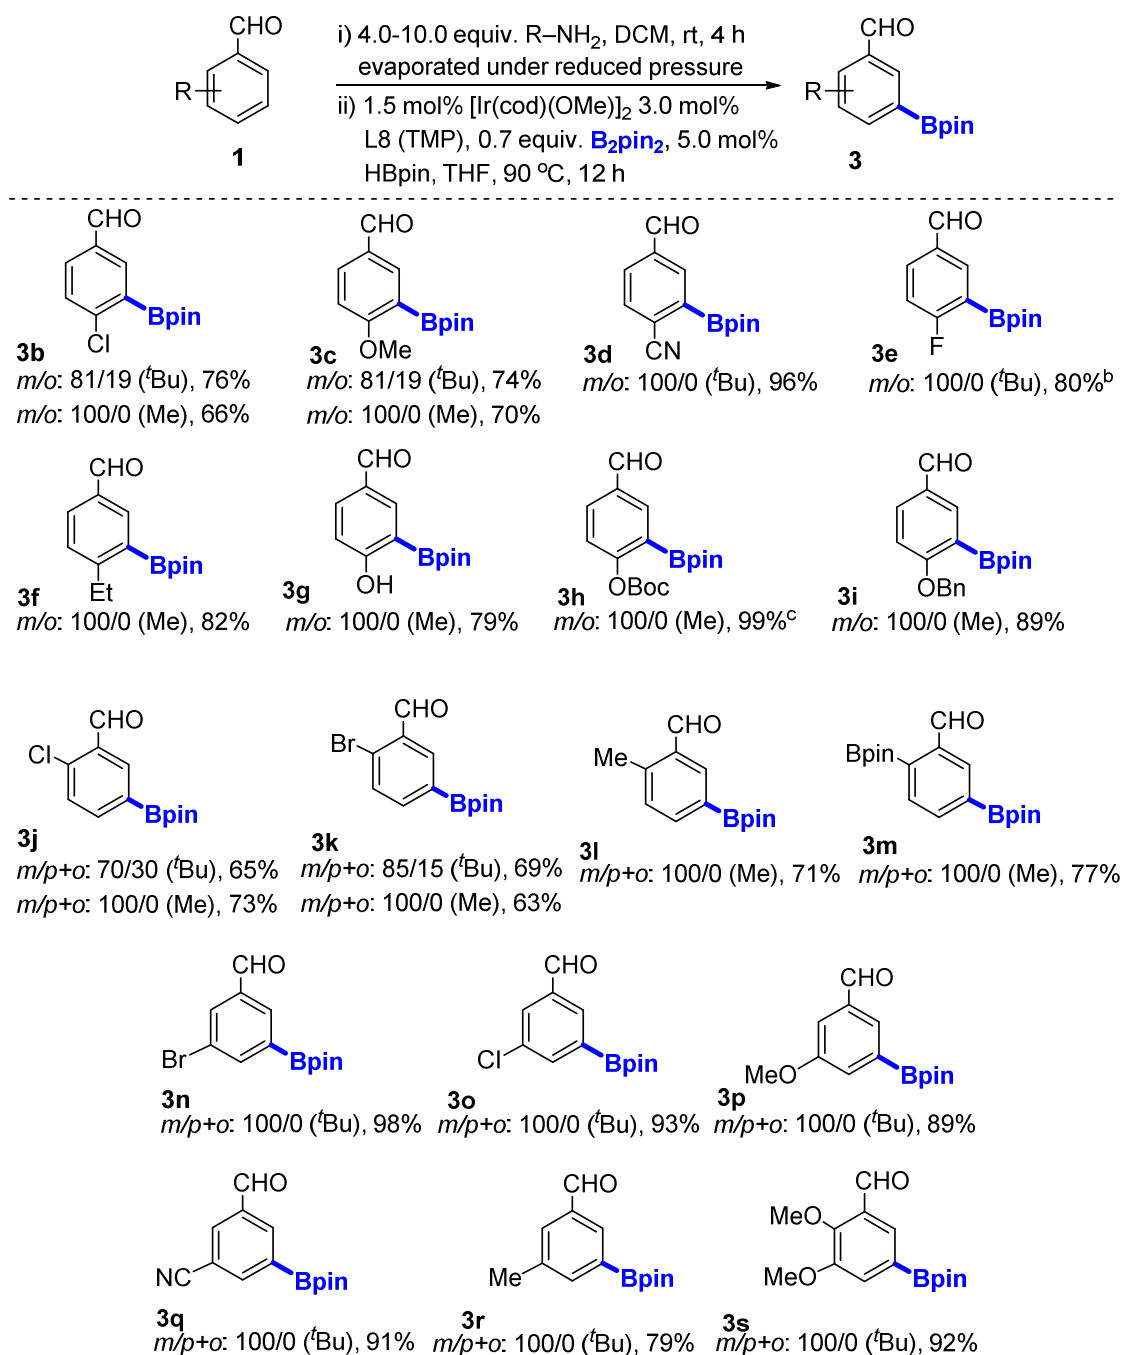 CHO
R
1
i) 4.0-10.0 equiv. R–NH2, DCM, rt, 4 h
evaporated under reduced pressure
ii) 1.5 mol% [Ir(cod)(OMe)]2 3.0 mol%
L8 (TMP), 0.7 equiv. B2pin2, 5.0 mol%
HBpin, THF, 90 oC, 12 h
CHO
R
Bpin
3
CHO
Bpin
Cl
3b
m/o: 81/19 (tBu), 76%
m/o: 100/0 (Me), 66%
CHO
Bpin
OMe
3c
m/o: 81/19 (tBu), 74%
m/o: 100/0 (Me), 70%
CHO
Bpin
CN
3d
m/o: 100/0 (tBu), 96%
CHO
Bpin
F
3e
m/o: 100/0 (tBu), 80%b
CHO
Bpin
Et
3f
m/o: 100/0 (Me), 82%
CHO
Bpin
OH
3g
m/o: 100/0 (Me), 79%
CHO
Bpin
OBoc
3h
m/o: 100/0 (Me), 99%c
CHO
Bpin
OBn
3i
m/o: 100/0 (Me), 89%
CHO
Cl
Bpin
3j
m/p+o: 70/30 (tBu), 65%
m/p+o: 100/0 (Me), 73%
CHO
Br
Bpin
3k
m/p+o: 85/15 (tBu), 69%
m/p+o: 100/0 (Me), 63%
CHO
Me
Bpin
3l
m/p+o: 100/0 (Me), 71%
CHO
Bpin
Bpin
3m
m/p+o: 100/0 (Me), 77%
CHO
Br
Bpin
3n
m/p+o: 100/0 (tBu), 98%
CHO
Cl
Bpin
3o
m/p+o: 100/0 (tBu), 93%
CHO
MeO
Bpin
3p
m/p+o: 100/0 (tBu), 89%
CHO
NC
Bpin
3q
m/p+o: 100/0 (tBu), 91%
CHO
Me
Bpin
3r
m/p+o: 100/0 (tBu), 79%
CHO
MeO
MeO
Bpin
3s
m/p+o: 100/0 (tBu), 92%